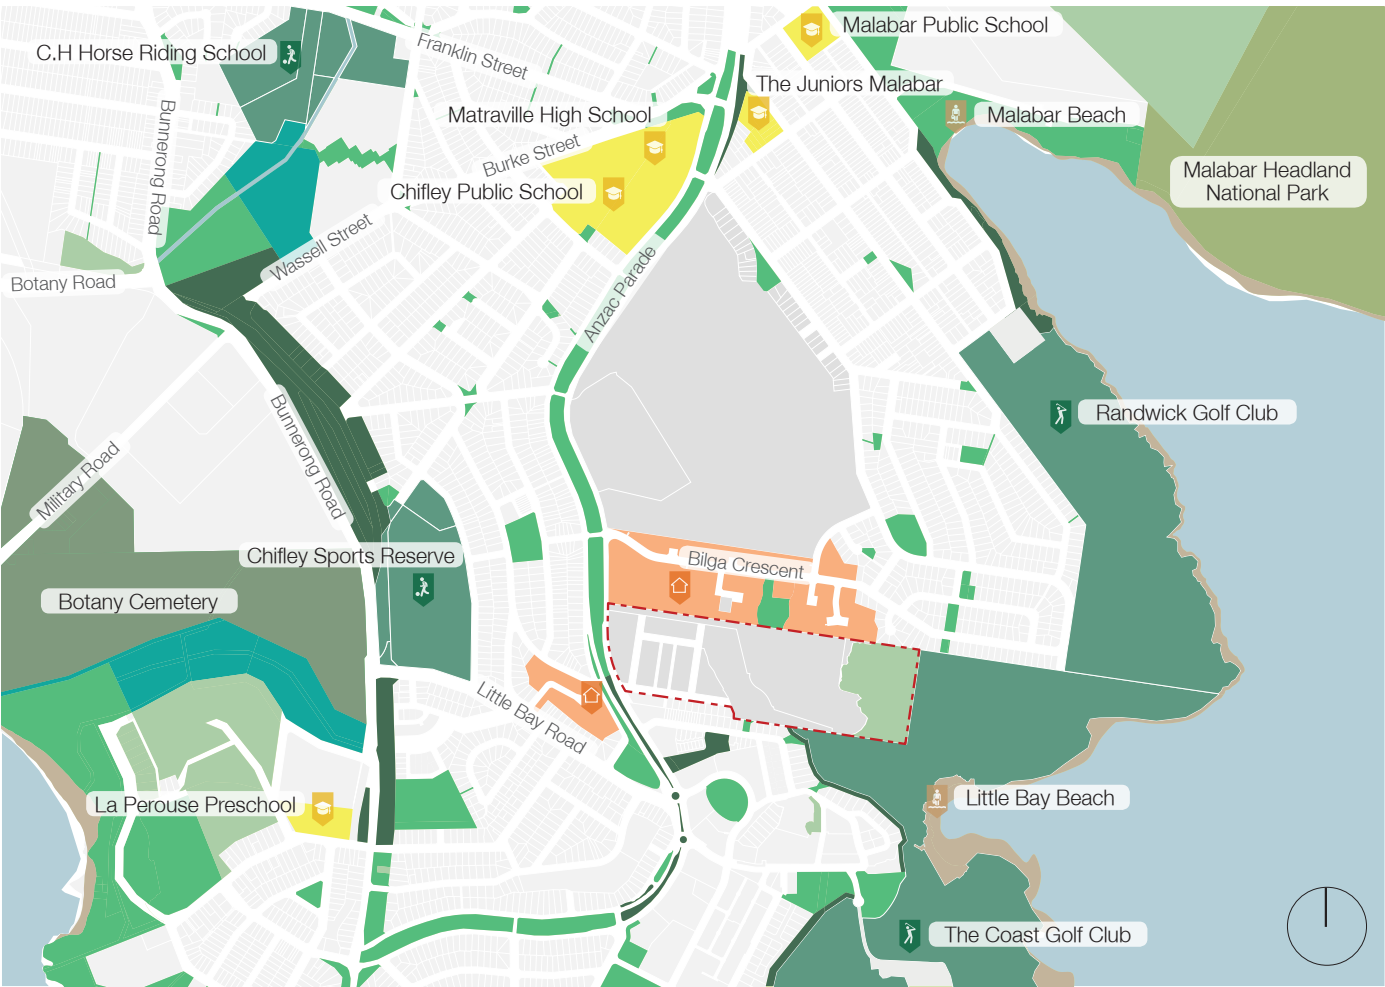 Malabar Public School
C.H Horse Riding School
Franklin Street
The Juniors Malabar
Matraville High School
Malabar Beach
Bunnerong Road
Burke Street
Malabar Headland
National Park
Chifley Public School
Wassell Street
Botany Road
Anzac Parade
Randwick Golf Club
Bunnerong Road
Military Road
Chifley Sports Reserve
Bilga Crescent
Botany Cemetery
Little Bay Road
Little Bay Beach
La Perouse Preschool
The Coast Golf Club